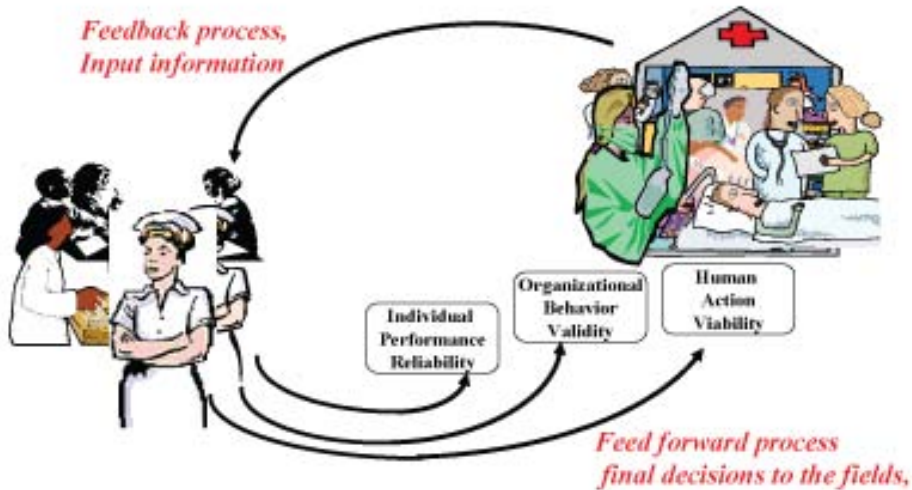 Feedback process,
Input information
Individual
Performance
Reliability
Organizational
Behavior
Validity
Human
Action
Viability
Feed forward process
final decisions to the fields,